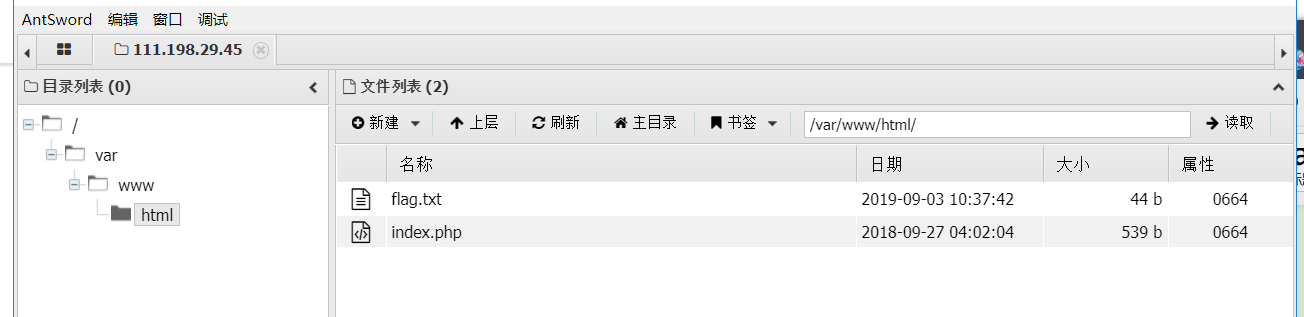 AntSword 编辑 窗口 调试
111.198.29.45
目录列表 (0)
文件列表 (2)
新建 上层 刷新 主目录 书签 /var/www/html/ 读取
/
var
www
html
名称 日期 大小 属性
flag.txt 2019-09-03 10:37:42 44 b 0664
index.php 2018-09-27 04:02:04 539 b 0664